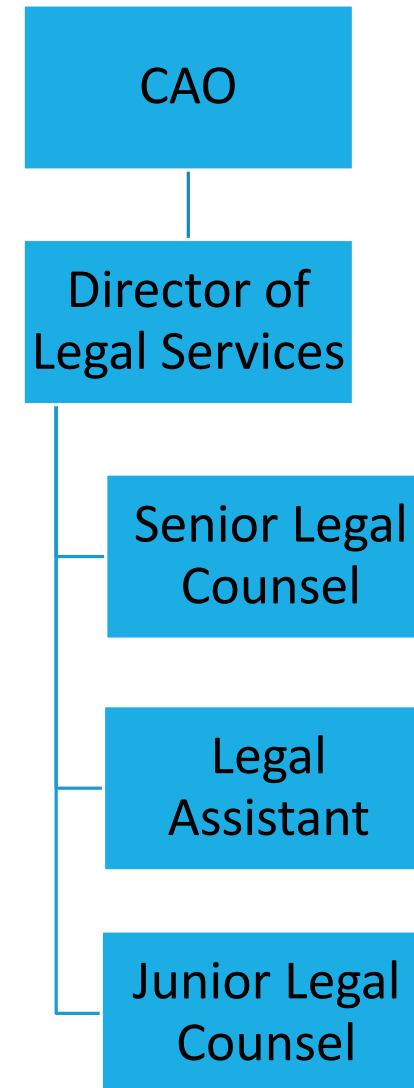 CAO
Director of
Legal Services
Senior Legal
Counsel
Legal
Assistant
Junior Legal
Counsel